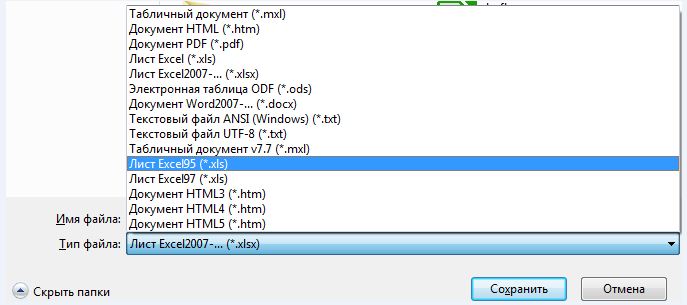 Табличный документ (*.mxl)
Документ HTML (*.htm)
Документ PDF (*.pdf)
Лист Excel (*.xls)
Лист Excel2007-... (*.xlsx)
Электронная таблица ODF (*.ods)
Документ Word2007-... (*.docx)
Текстовый файл ANSI (Windows) (*.txt)
Текстовый файл UTF-8 (*.txt)
Табличный документ v7.7 (*.mxl)
Лист Excel95 (*.xls)
Лист Excel97 (*.xls)
Документ HTML3 (*.htm)
Документ HTML4 (*.htm)
Документ HTML5 (*.htm)
Имя файла:
Тип файла: Лист Excel2007-... (*.xlsx)
Скрыть папки Сохранить Отмена